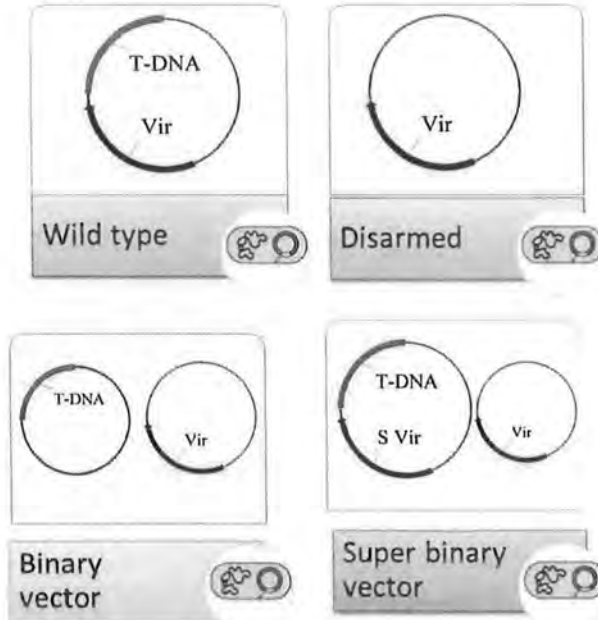 T-DNA
Vir
Wild type
Vir
Disarmed
T-DNA
Vir
Binary
vector
T-DNA
S Vir
Vir
Super binary
vector